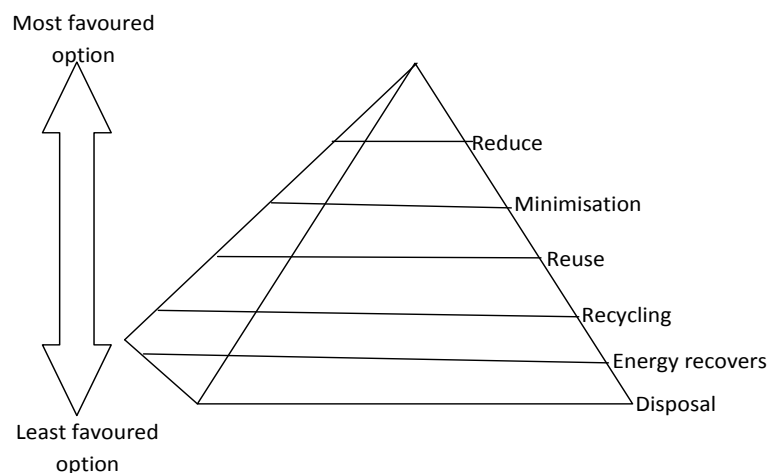 Most favoured
option
Reduce
Minimisation
Reuse
Recycling
Energy recovers
Disposal
Least favoured
option